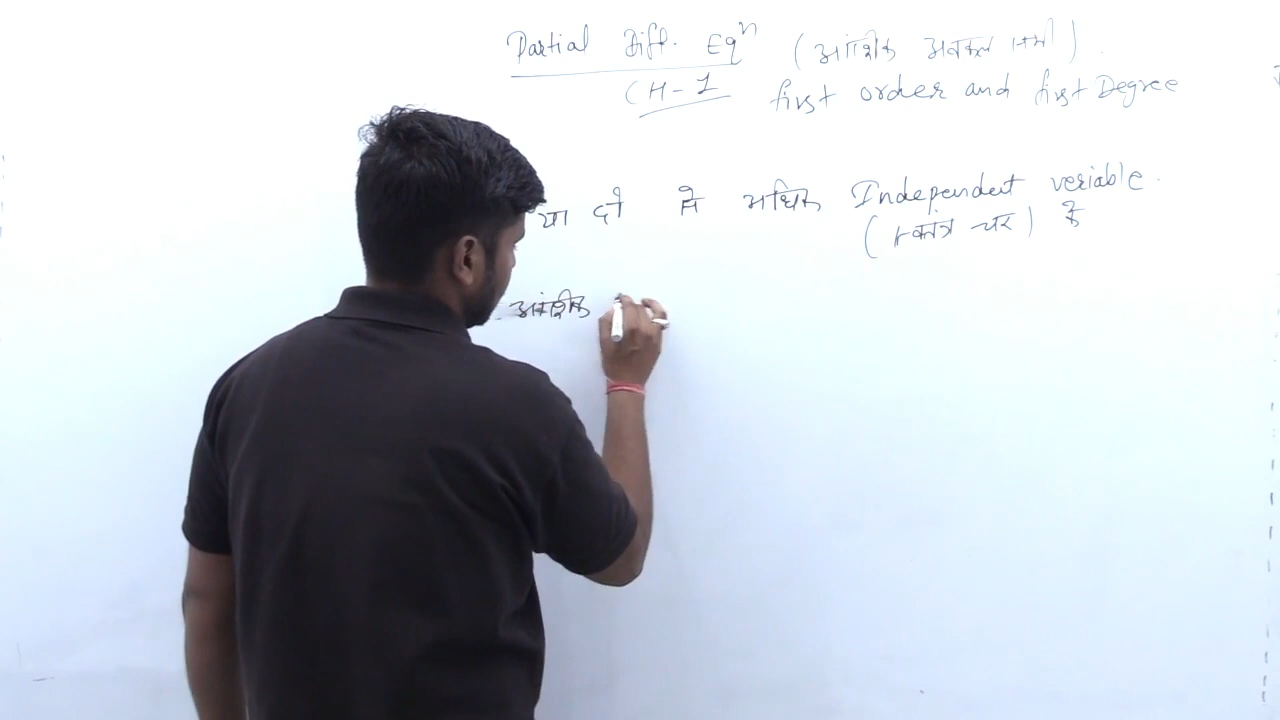 Partial Diff. Eqⁿ (आंशिक अवकल समी)
CH-1 first order and first Degree
या दो से अधिक Independent veriable.
(स्वतंत्र चर) के
आंशिक